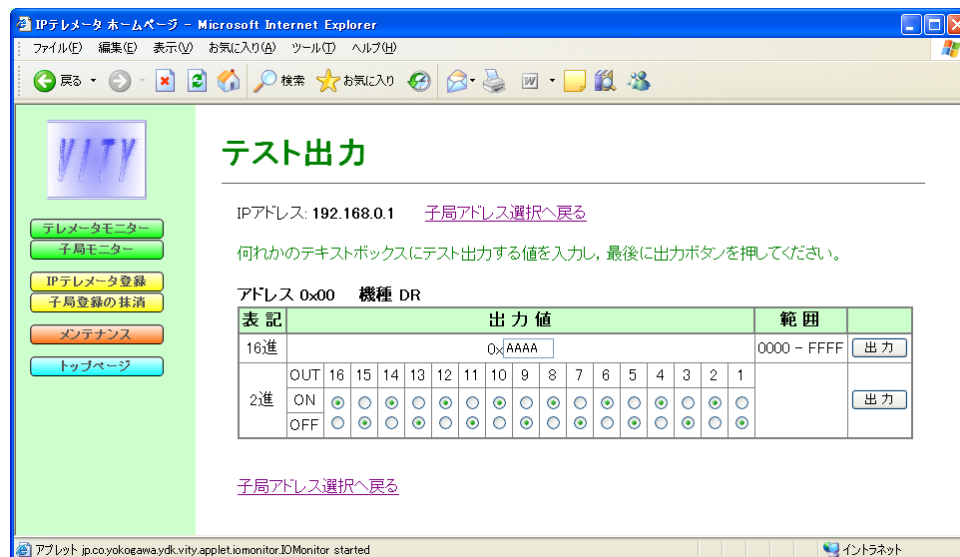 IPテレメータ ホームページ - Microsoft Internet Explorer
ファイル(F) 編集(E) 表示(V) お気に入り(A) ツール(T) ヘルプ(H)
戻る 検索 お気に入り
VITY
テレメータモニター
子局モニター
IPテレメータ登録
子局登録の抹消
メンテナンス
トップページ
テスト出力
IPアドレス: 192.168.0.1 子局アドレス選択へ戻る
何れかのテキストボックスにテスト出力する値を入力し, 最後に出力ボタンを押してください。
アドレス 0x00 機種 DR
表記 出力値 範囲
16進 0x AAAA 0000 - FFFF 出力
2進 OUT 16 15 14 13 12 11 10 9 8 7 6 5 4 3 2 1
ON 出力
OFF
子局アドレス選択へ戻る
アプレット jp.co.yokogawa.ydk.vity.applet.iomonitor.IOMonitor started イントラネット